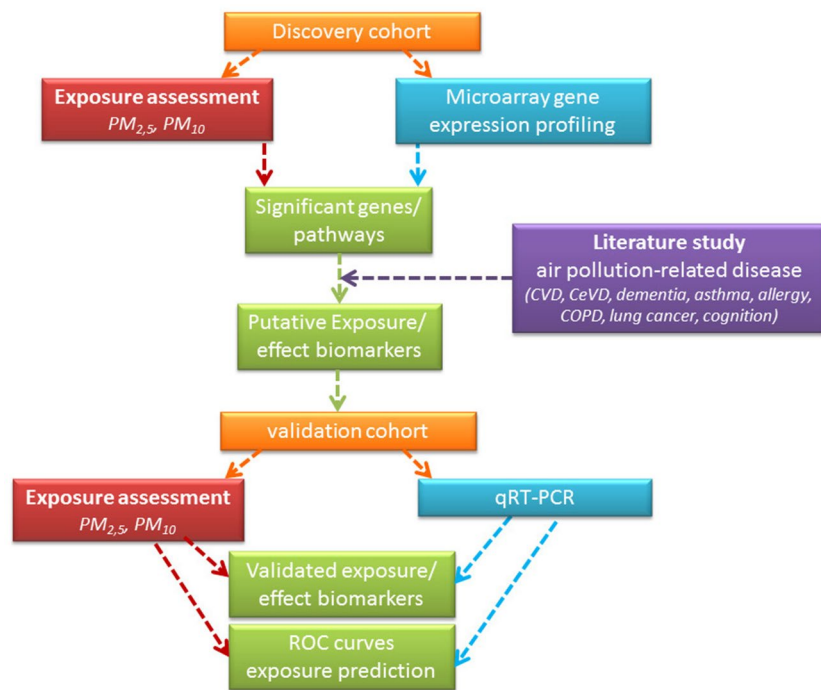 Discovery cohort
Exposure assessment
PM2,5, PM10
Microarray gene
expression profiling
Significant genes/
pathways
Literature study
air pollution-related disease
(CVD, CeVD, dementia, asthma, allergy,
COPD, lung cancer, cognition)
Putative Exposure/
effect biomarkers
validation cohort
Exposure assessment
PM2,5, PM10
qRT-PCR
Validated exposure/
effect biomarkers
ROC curves
exposure prediction